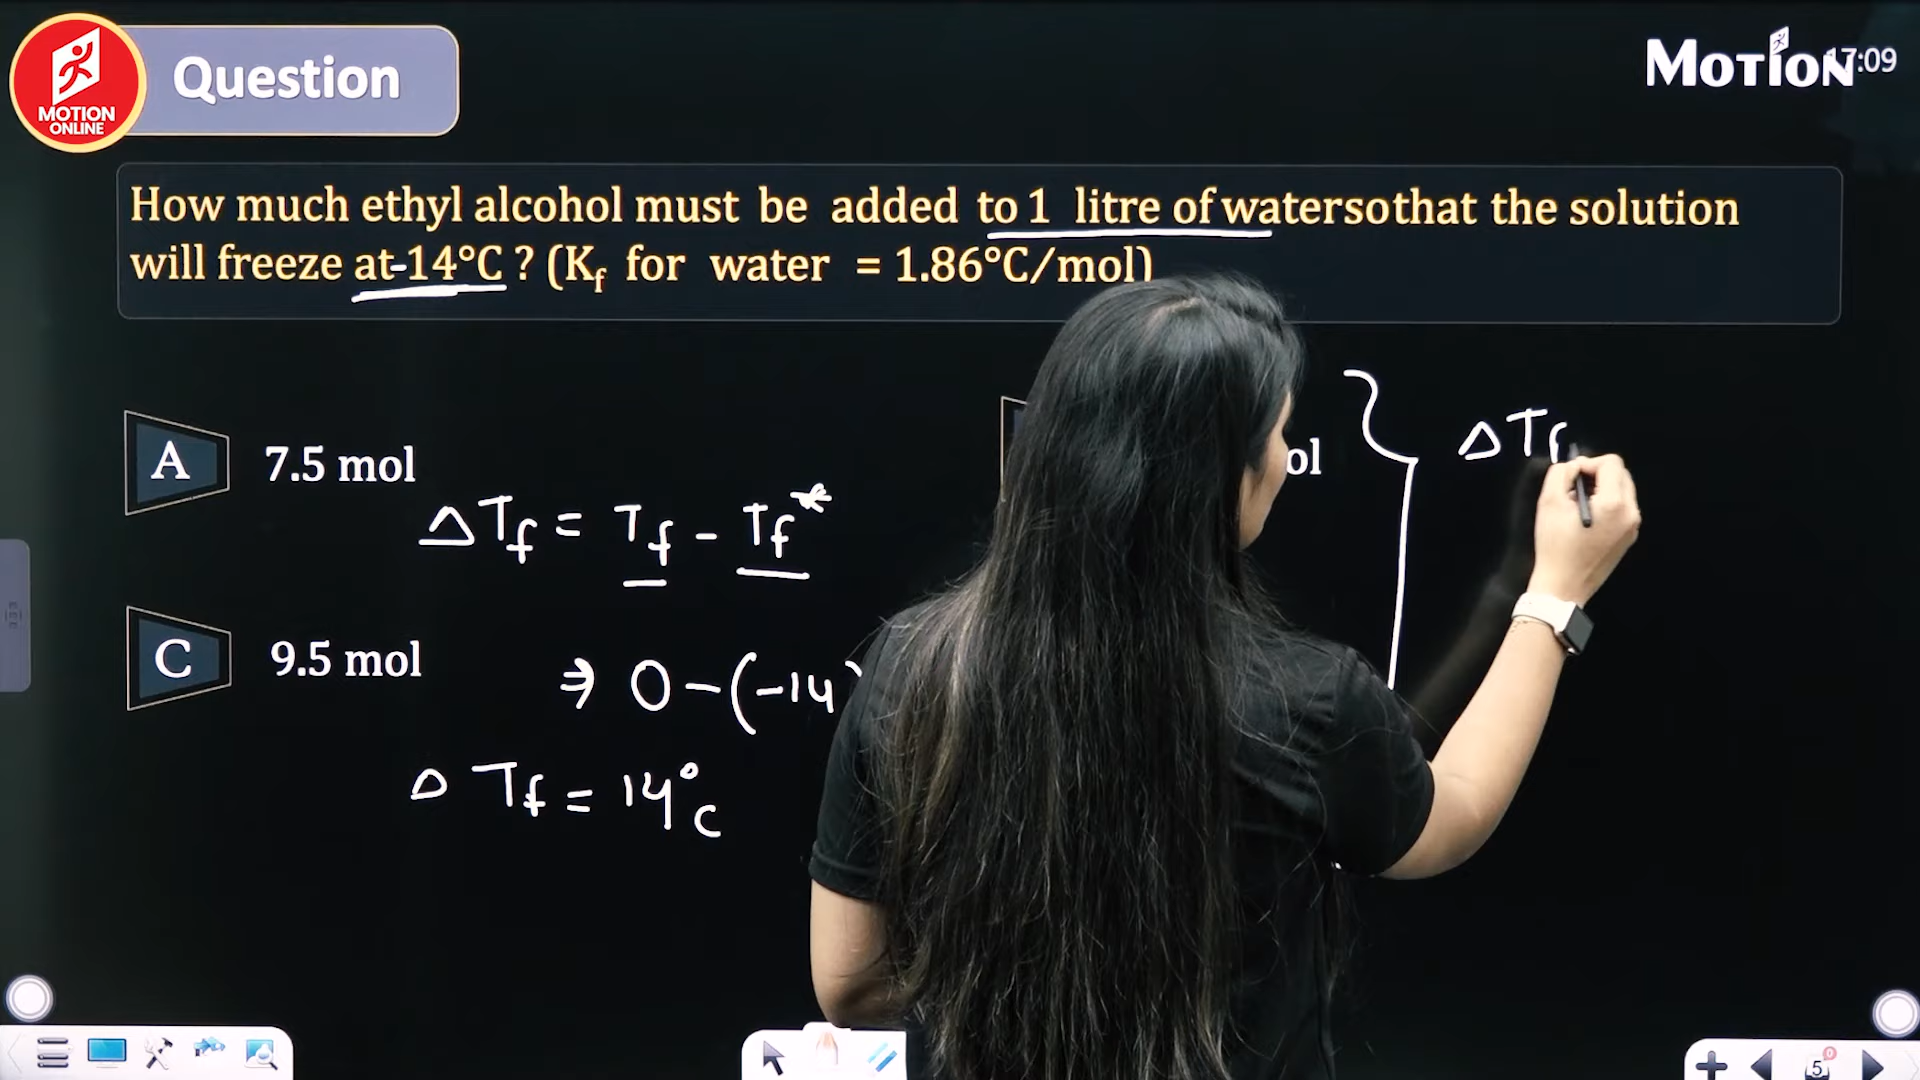 MOTION
ONLINE
Question
MOTION
17:09
How much ethyl alcohol must be added to 1 litre of watersothat the solution
will freeze at -14°C ? (Kf for water = 1.86°C/mol)
A 7.5 mol
ol
ΔTf
ΔTf = Tf - Tf*
C 9.5 mol
⇒ 0-(-14
ΔTf = 14°C
5
0